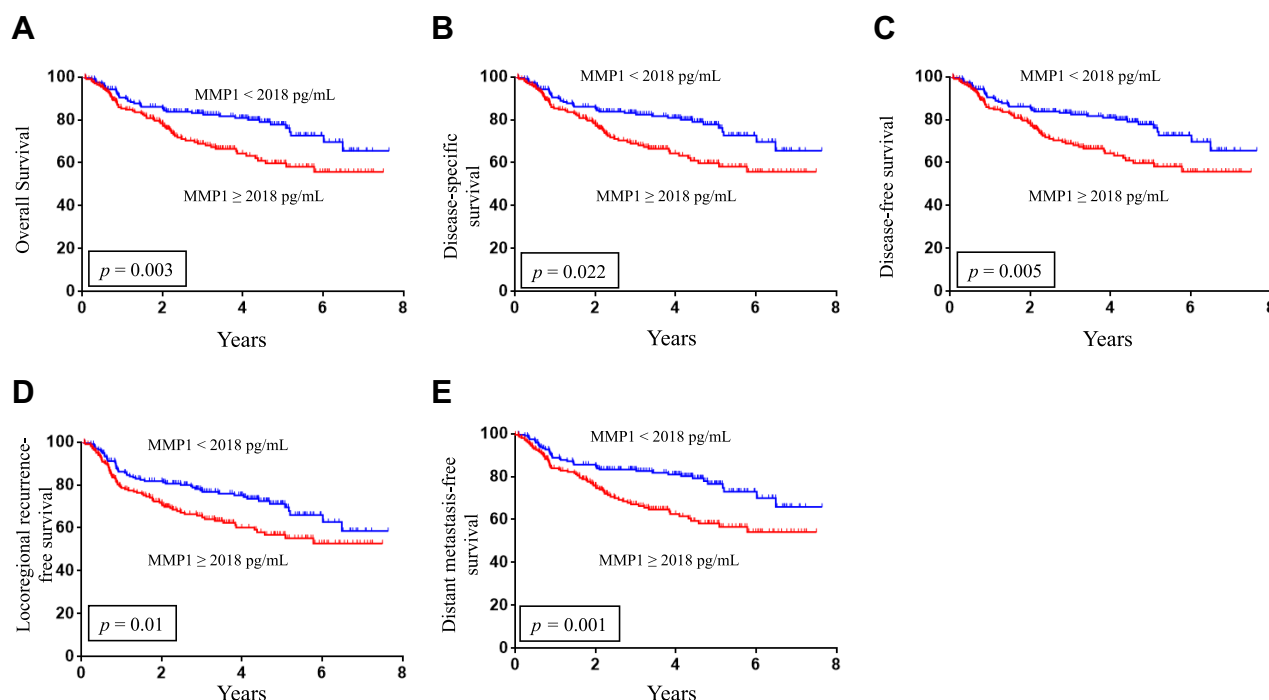 A
B
C
100
80
60
40
20
0
0 2 4 6 8
Overall Survival
MMP1 < 2018 pg/mL
MMP1 ≥ 2018 pg/mL
p = 0.003
Years
100
80
60
40
20
0
0 2 4 6 8
Disease-specific
survival
MMP1 < 2018 pg/mL
MMP1 ≥ 2018 pg/mL
p = 0.022
Years
100
80
60
40
20
0
0 2 4 6 8
Disease-free survival
MMP1 < 2018 pg/mL
MMP1 ≥ 2018 pg/mL
p = 0.005
Years
D
E
100
80
60
40
20
0
0 2 4 6 8
Locoregional recurrence-
free survival
MMP1 < 2018 pg/mL
MMP1 ≥ 2018 pg/mL
p = 0.01
Years
100
80
60
40
20
0
0 2 4 6 8
Distant metastasis-free
survival
MMP1 < 2018 pg/mL
MMP1 ≥ 2018 pg/mL
p = 0.001
Years